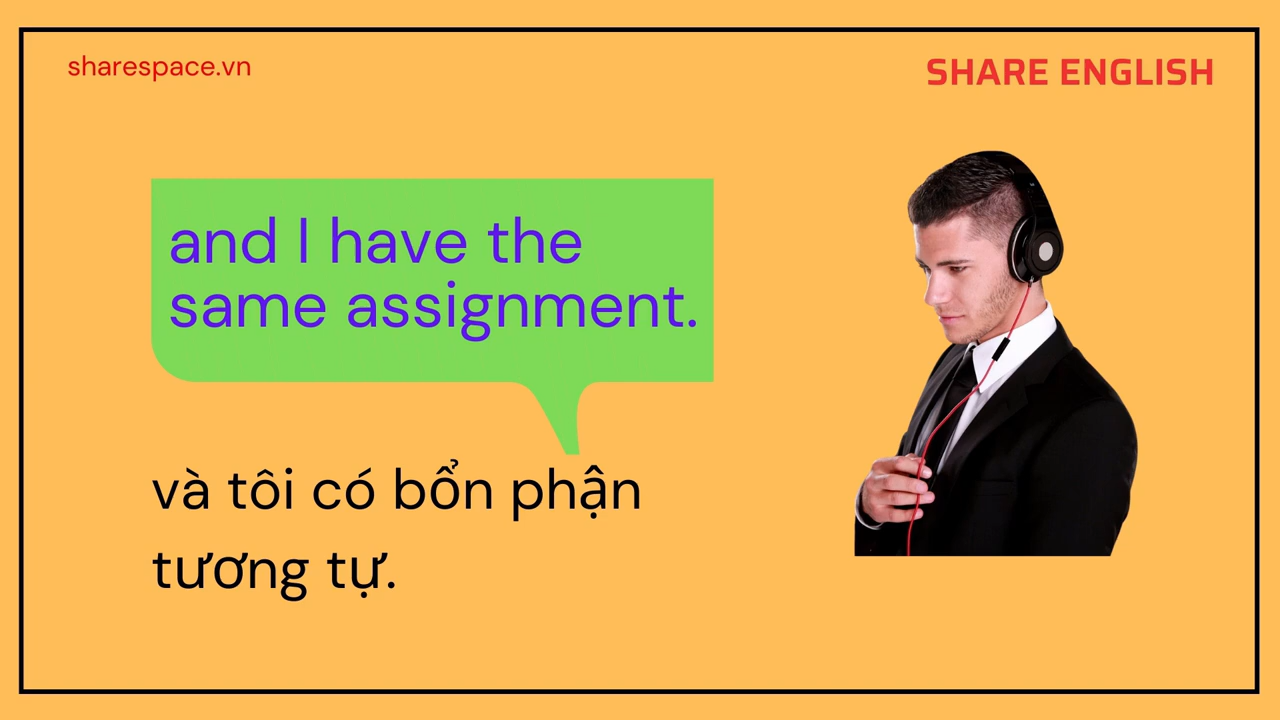 sharespace.vn
SHARE ENGLISH
and I have the
same assignment.
và tôi có bổn phận
tương tự.